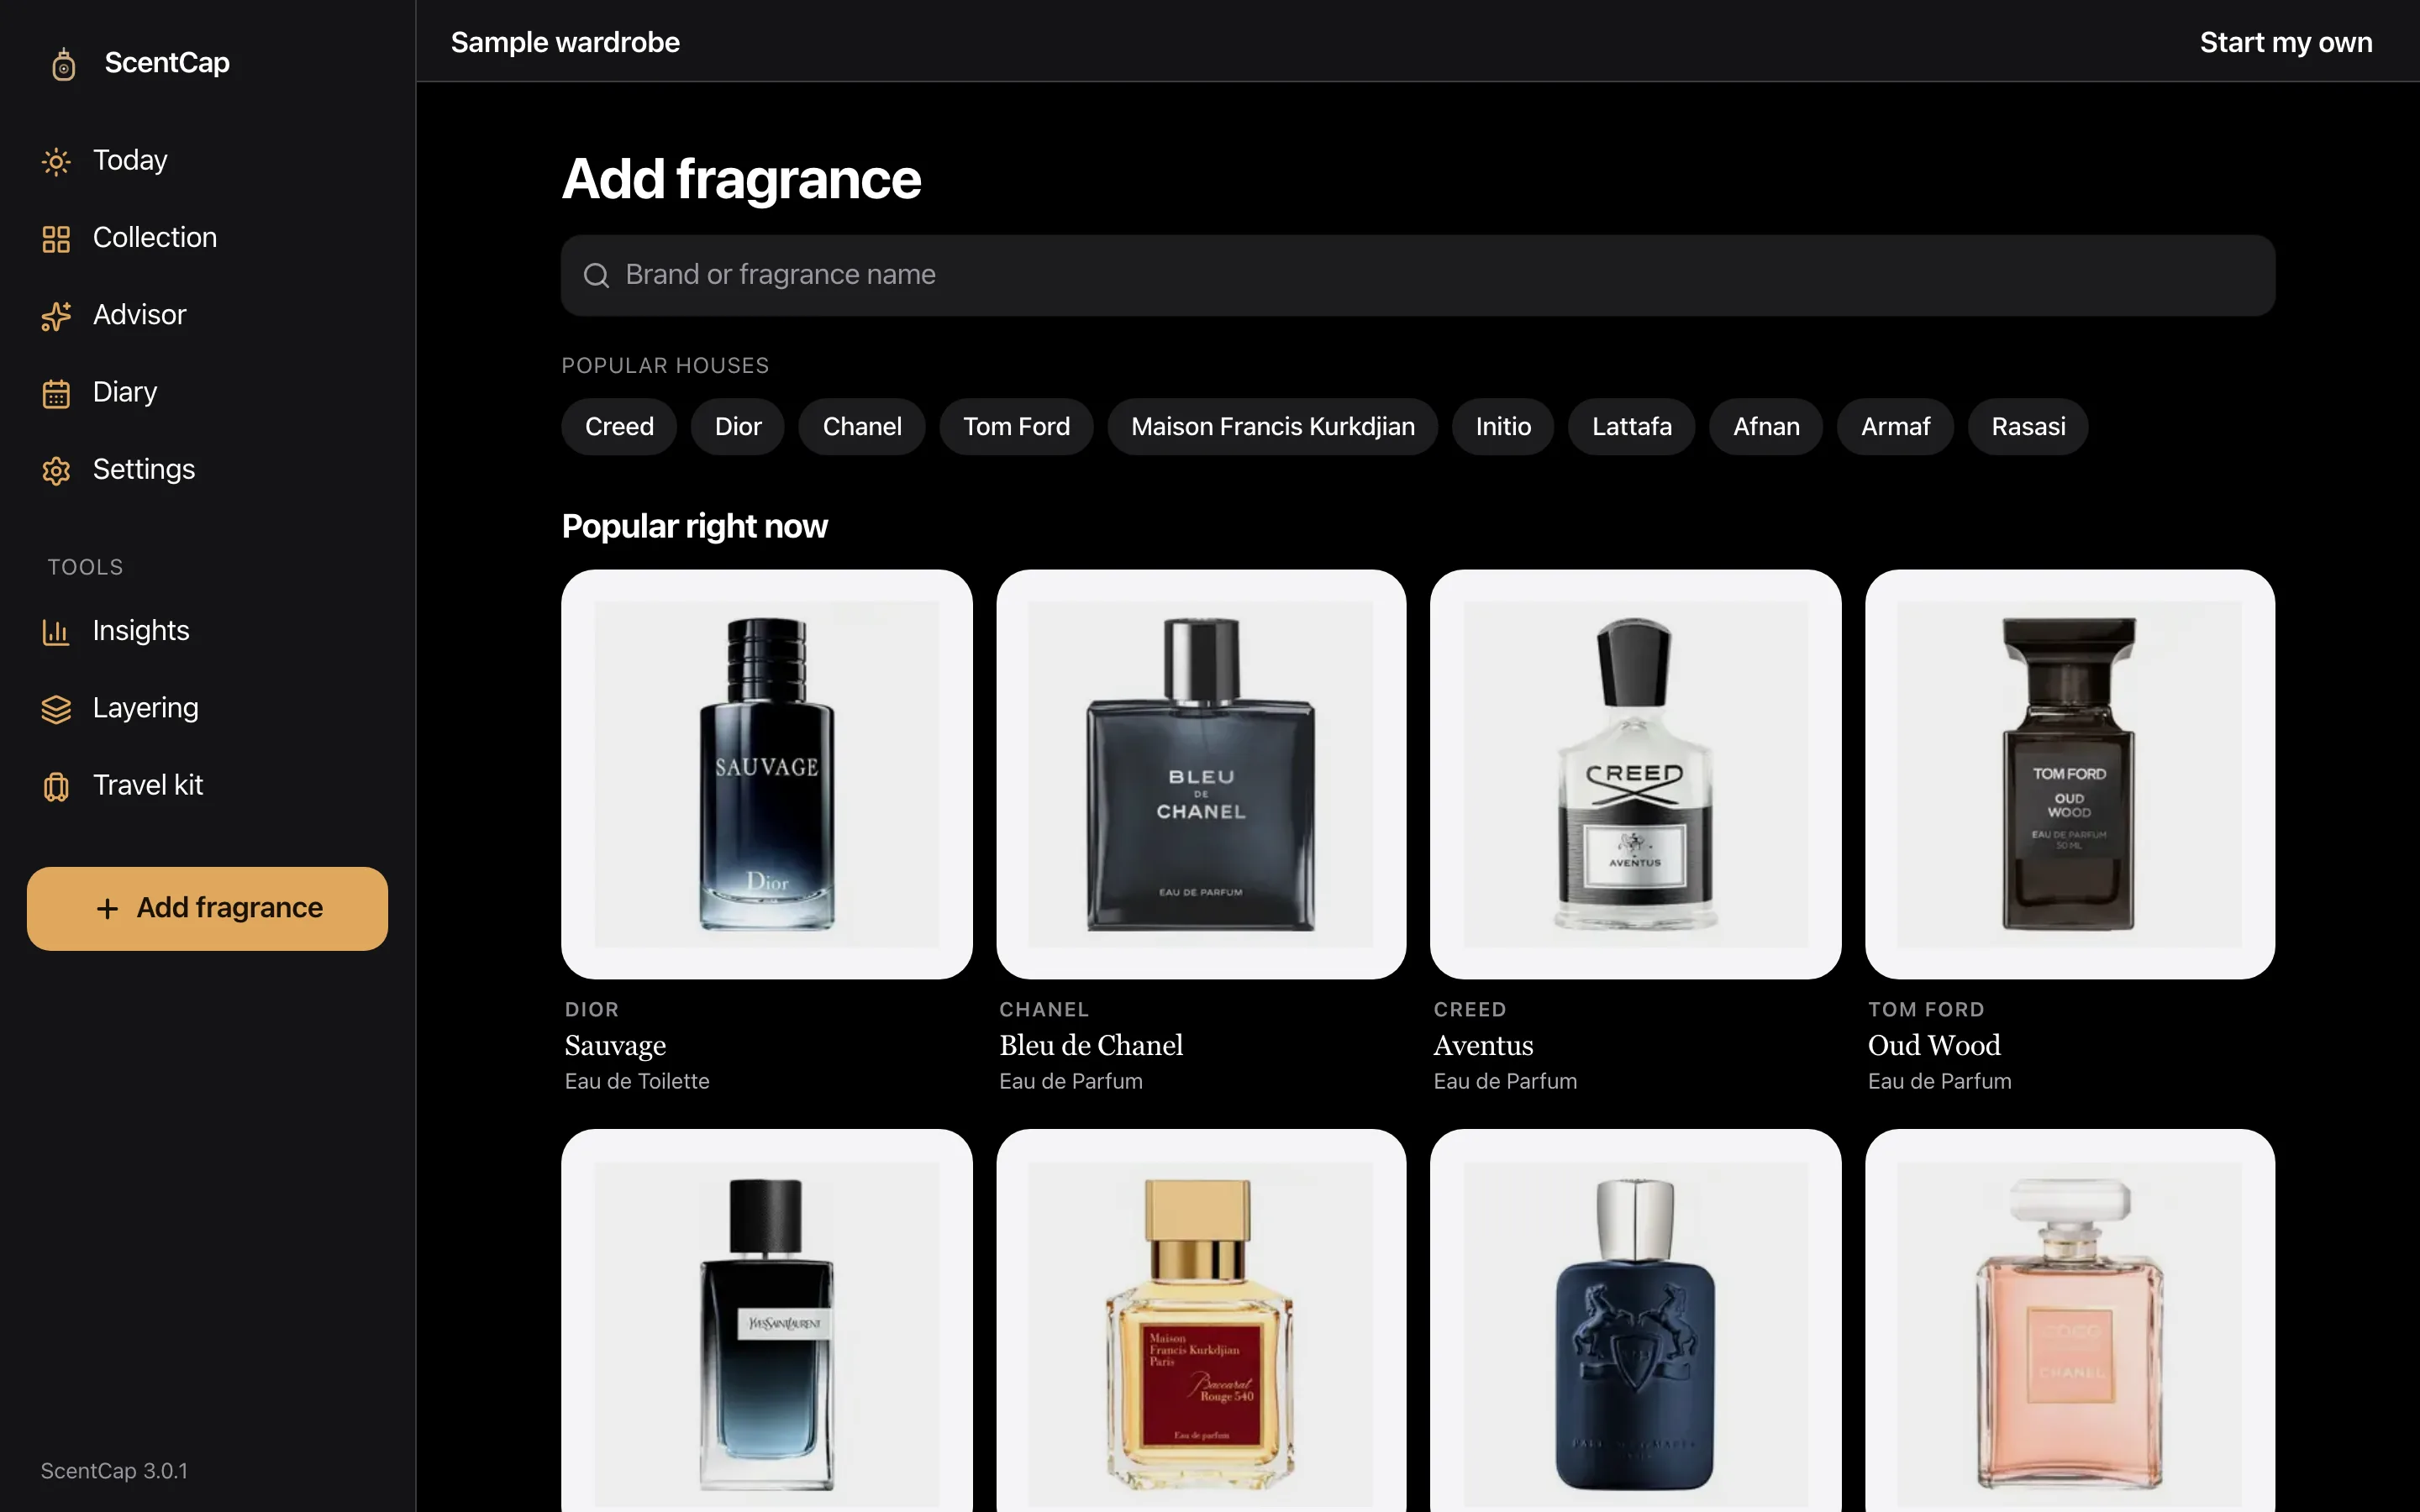 ScentCap
Today
Collection
Advisor
Diary
Settings
TOOLS
Insights
Layering
Travel kit
+ Add fragrance
ScentCap 3.0.1
Sample wardrobe
Start my own
Add fragrance
Brand or fragrance name
POPULAR HOUSES
Creed
Dior
Chanel
Tom Ford
Maison Francis Kurkdjian
Initio
Lattafa
Afnan
Armaf
Rasasi
Popular right now
SAUVAGE
Dior
BLEU
DE
CHANEL
EAU DE PARFUM
CREED
AVENTUS
TOM FORD
OUD
WOOD
EAU DE PARFUM
50 ML
DIOR
Sauvage
Eau de Toilette
CHANEL
Bleu de Chanel
Eau de Parfum
CREED
Aventus
Eau de Parfum
TOM FORD
Oud Wood
Eau de Parfum
YVESSAINTLAURENT
Maison
Francis Kurkdjian
Paris
Baccarat
Rouge 540
Eau de parfum
COCO
CHANEL